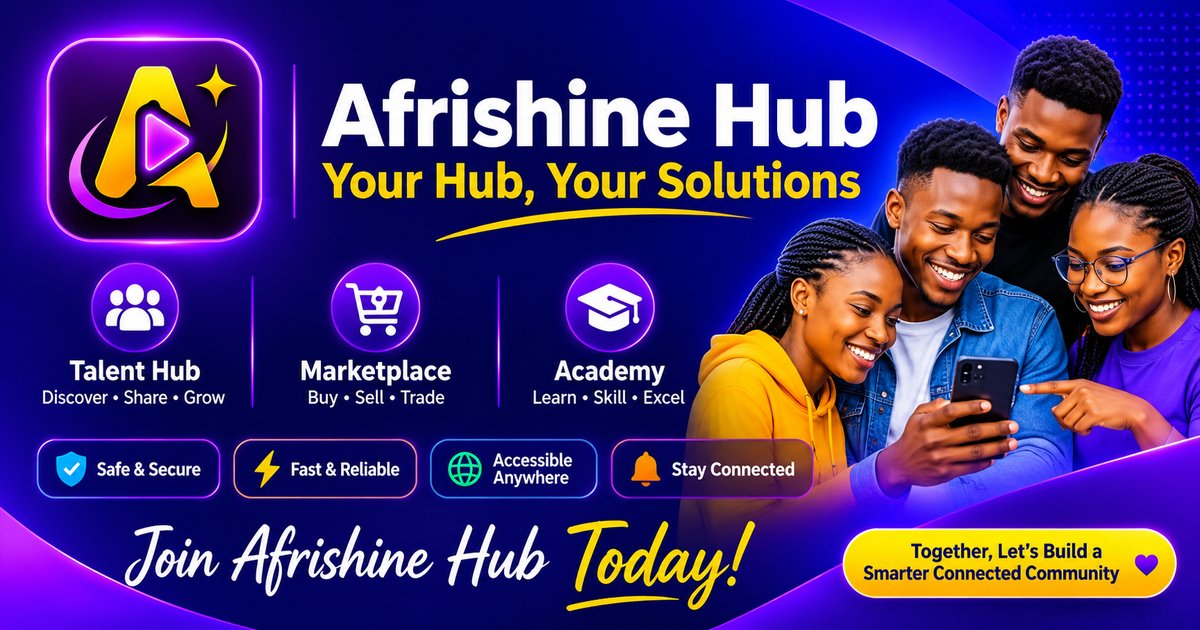 Afrishine Hub
Your Hub, Your Solutions
Talent Hub
Discover • Share • Grow
Marketplace
Buy • Sell • Trade
Academy
Learn • Skill • Excel
Safe & Secure
Fast & Reliable
Accessible
Anywhere
Stay Connected
Join Afrishine Hub Today!
Together, Let's Build a
Smarter Connected Community